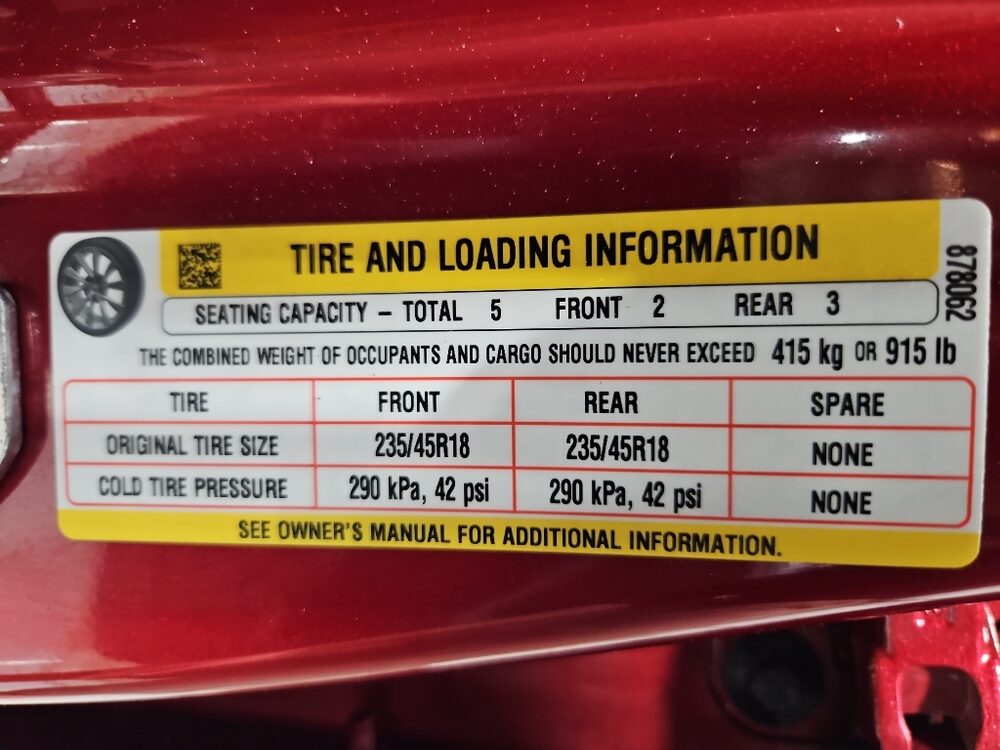 TIRE AND LOADING INFORMATION
878062
SEATING CAPACITY – TOTAL 5 FRONT 2 REAR 3
THE COMBINED WEIGHT OF OCCUPANTS AND CARGO SHOULD NEVER EXCEED 415 kg OR 915 lb
TIRE FRONT REAR SPARE
ORIGINAL TIRE SIZE 235/45R18 235/45R18 NONE
COLD TIRE PRESSURE 290 kPa, 42 psi 290 kPa, 42 psi NONE
SEE OWNER'S MANUAL FOR ADDITIONAL INFORMATION.